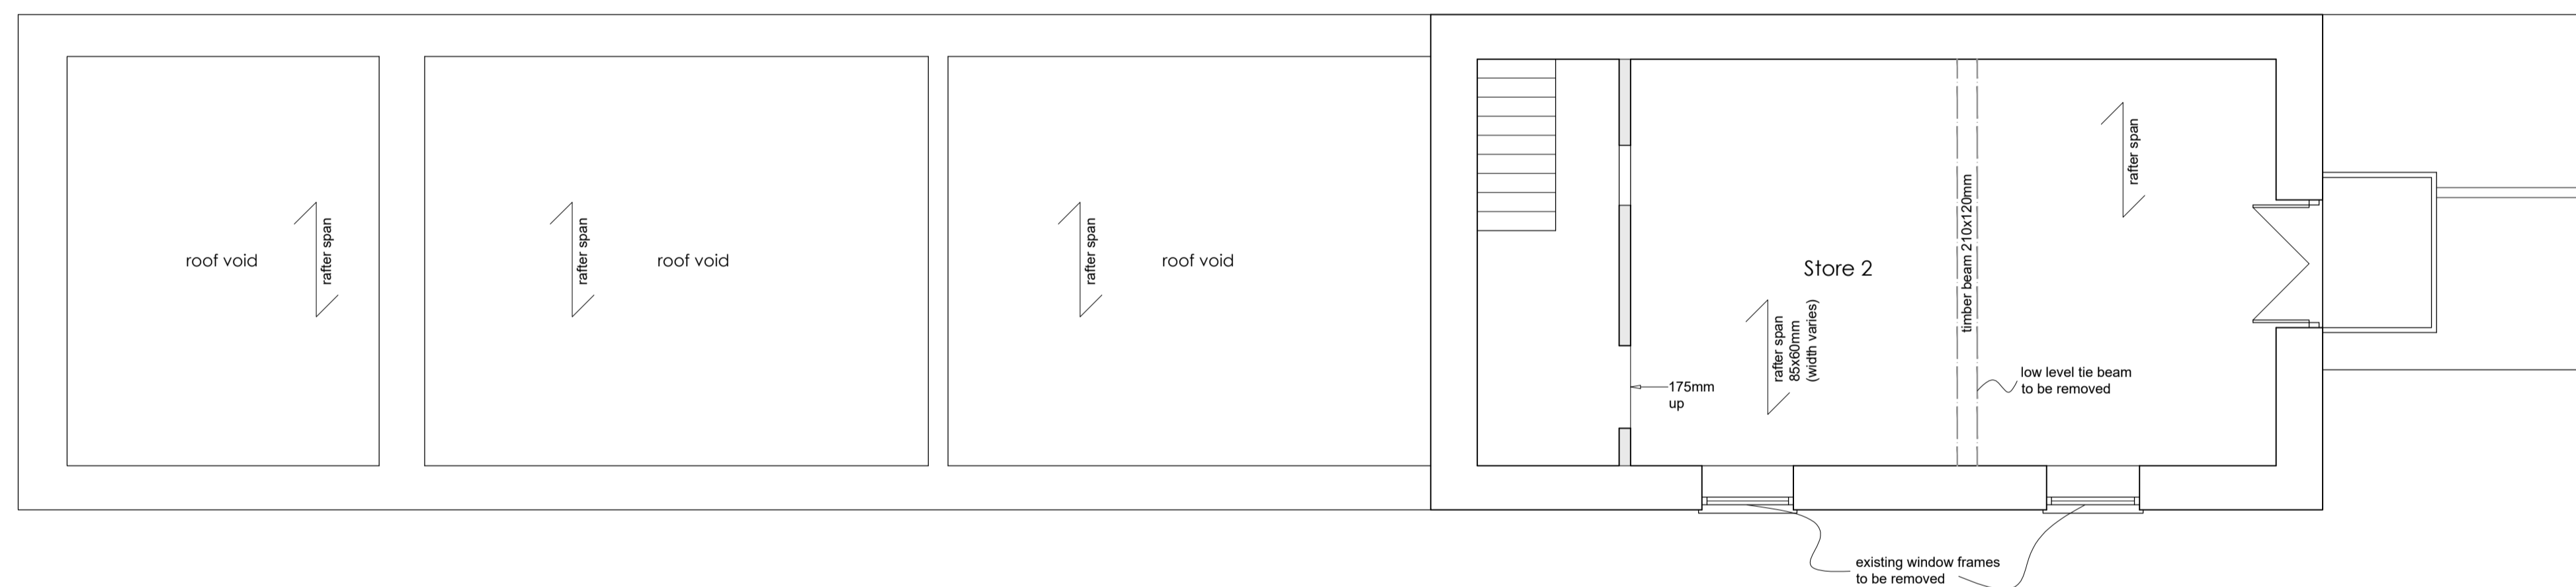 roof void
rafter span
rafter span
roof void
rafter span
roof void
Store 2
rafter span
85x60mm
(width varies)
175mm
up
timber beam 210x120mm
rafter span
low level tie beam
to be removed
existing window frames
to be removed